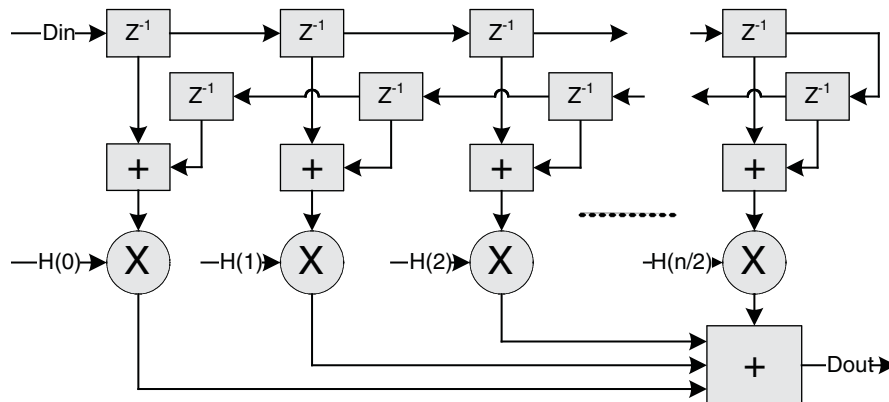 Din Z⁻¹ Z⁻¹ Z⁻¹ Z⁻¹
Z⁻¹ Z⁻¹ Z⁻¹ Z⁻¹
+ + + +
H(0) X H(1) X H(2) X H(n/2) X
+ Dout